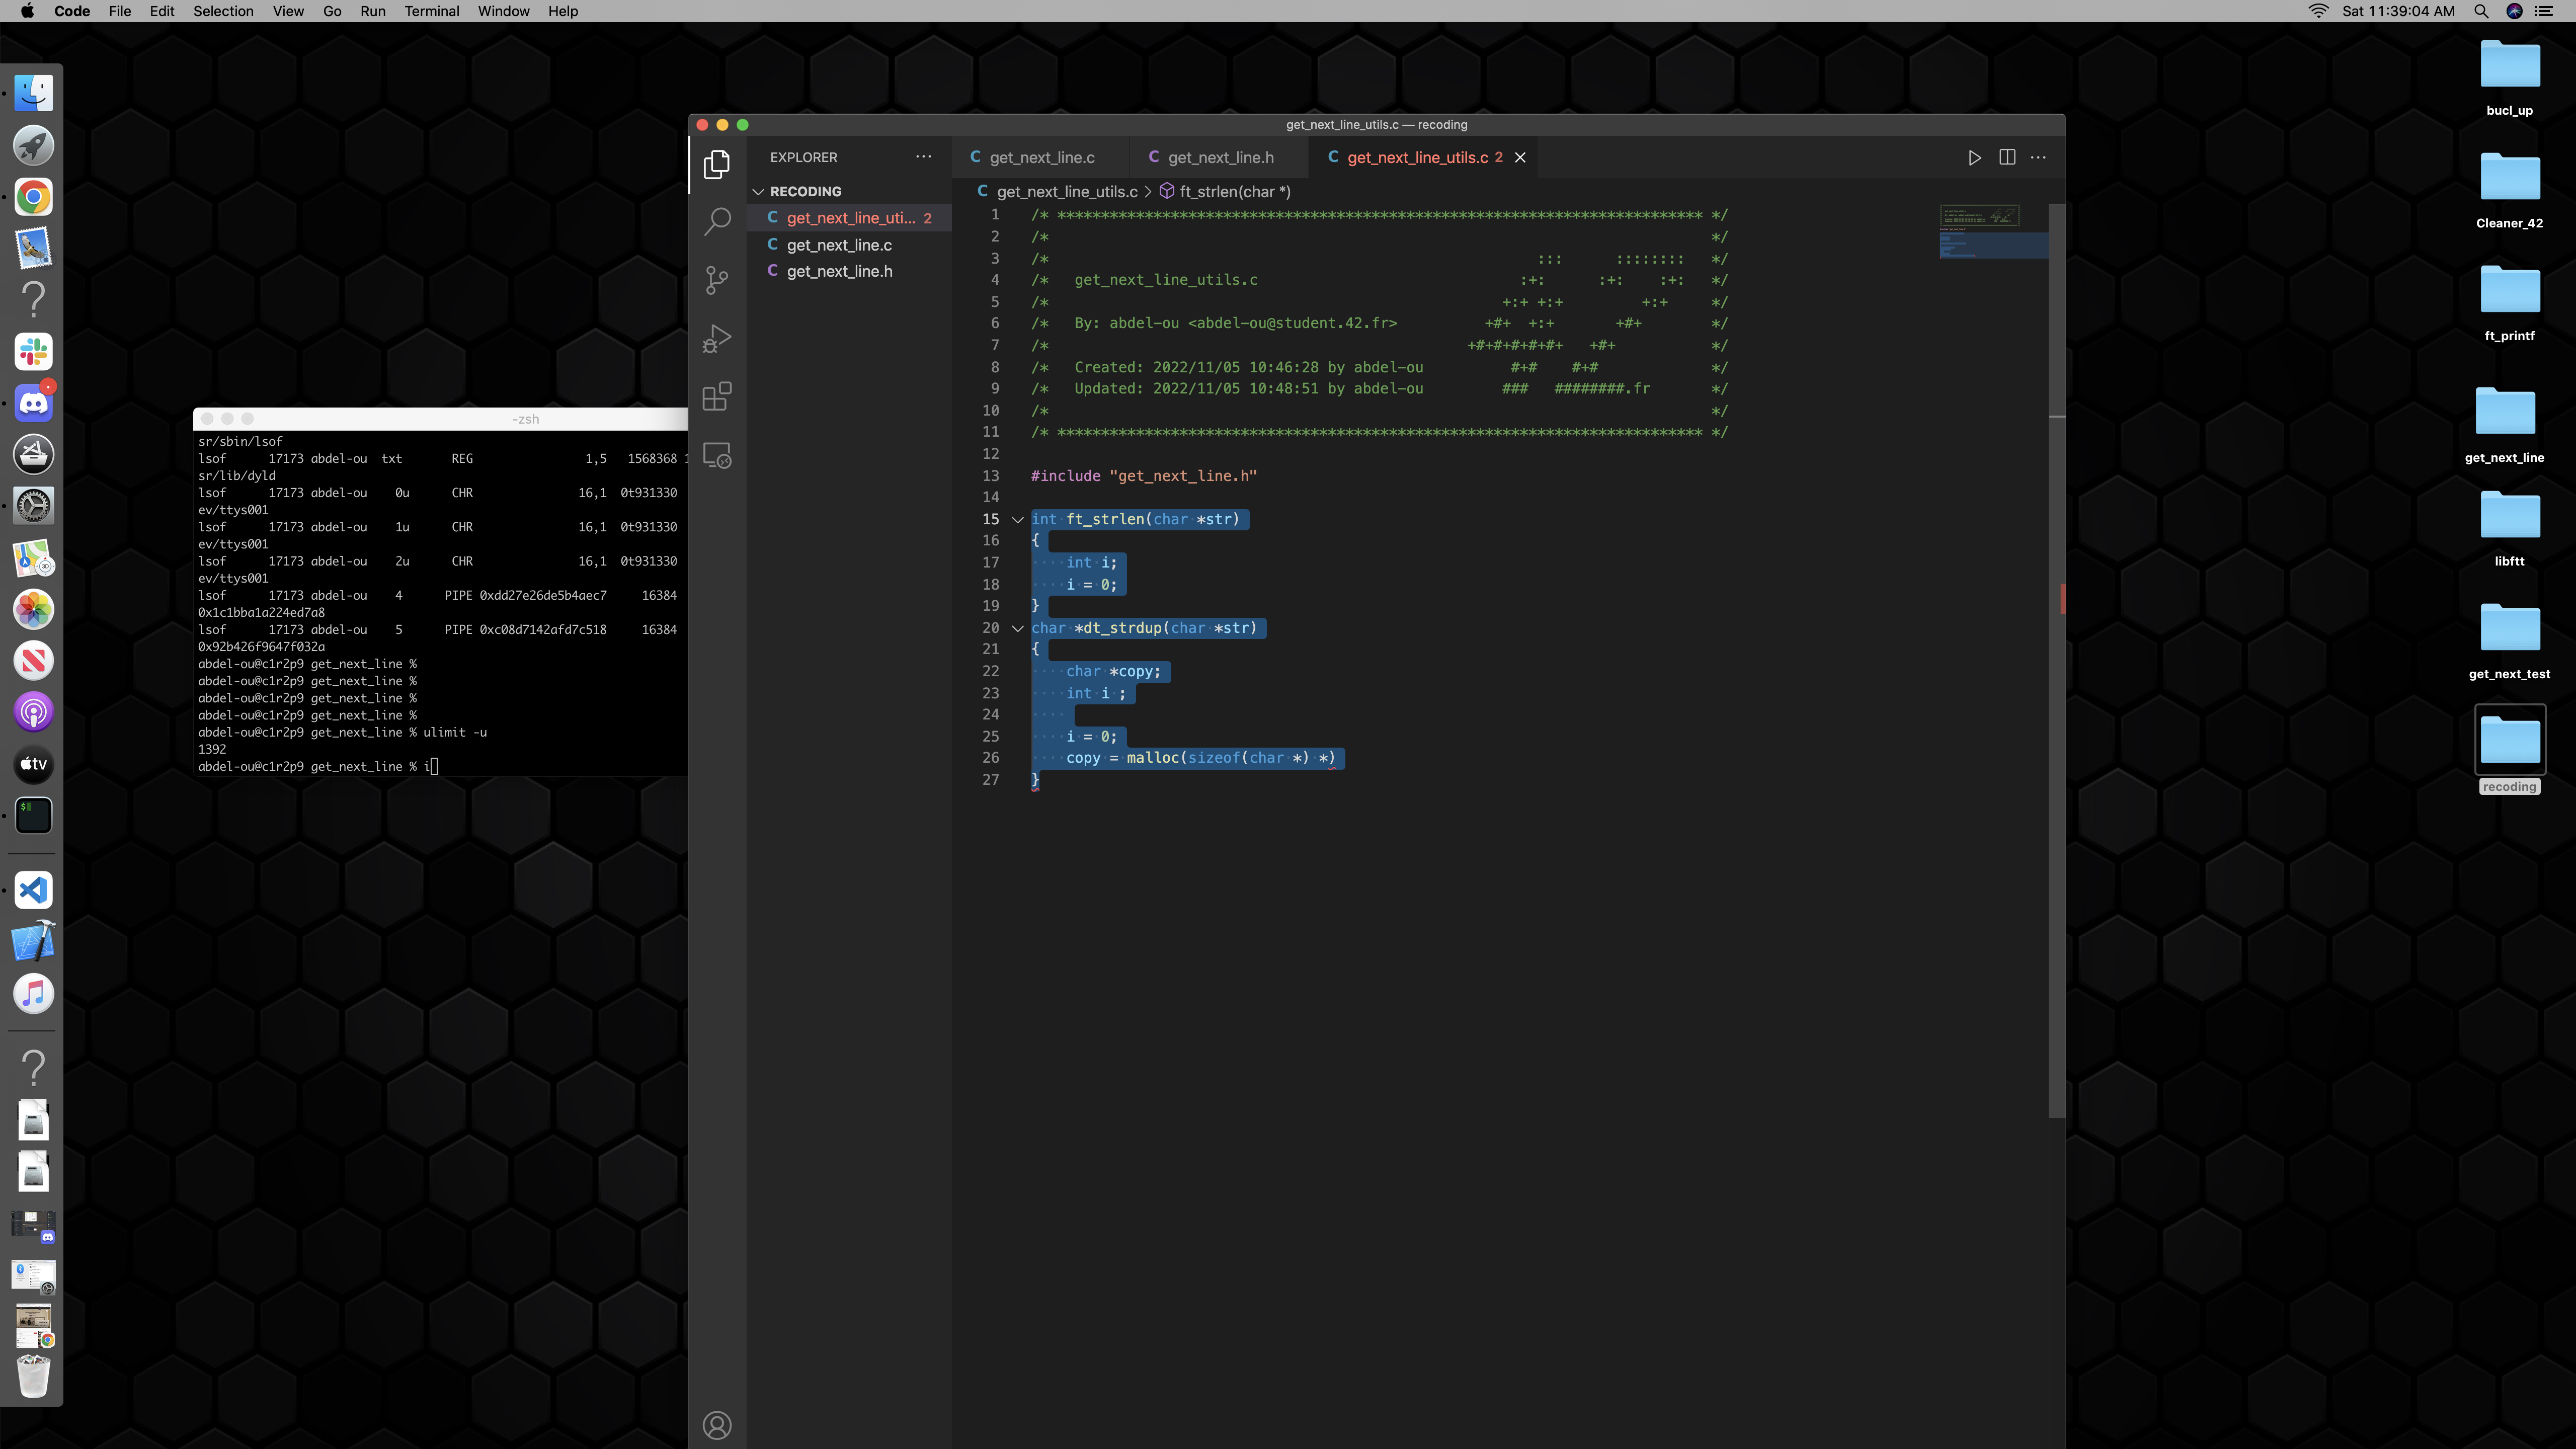 Code File Edit Selection View Go Run Terminal Window Help
Sat 11:39:04 AM
bucl_up
Cleaner_42
ft_printf
get_next_line
libftt
get_next_test
recoding
tv
-zsh
sr/sbin/lsof
lsof 17173 abdel-ou txt REG 1,5 1568368 1
sr/lib/dyld
lsof 17173 abdel-ou 0u CHR 16,1 0t931330
ev/ttys001
lsof 17173 abdel-ou 1u CHR 16,1 0t931330
ev/ttys001
lsof 17173 abdel-ou 2u CHR 16,1 0t931330
ev/ttys001
lsof 17173 abdel-ou 4 PIPE 0xdd27e26de5b4aec7 16384
0x1c1bba1a224ed7a8
lsof 17173 abdel-ou 5 PIPE 0xc08d7142afd7c518 16384
0x92b426f9647f032a
abdel-ou@c1r2p9 get_next_line %
abdel-ou@c1r2p9 get_next_line %
abdel-ou@c1r2p9 get_next_line %
abdel-ou@c1r2p9 get_next_line %
abdel-ou@c1r2p9 get_next_line % ulimit -u
1392
abdel-ou@c1r2p9 get_next_line % i
get_next_line_utils.c — recoding
EXPLORER
RECODING
C get_next_line_uti... 2
C get_next_line.c
C get_next_line.h
C get_next_line.c C get_next_line.h C get_next_line_utils.c 2
C get_next_line_utils.c > ft_strlen(char *)
1 /* ************************************************************************** */
2 /* */
3 /* ::: :::::::: */
4 /* get_next_line_utils.c :+: :+: :+: */
5 /* +:+ +:+ +:+ */
6 /* By: abdel-ou <abdel-ou@student.42.fr> +#+ +:+ +#+ */
7 /* +#+#+#+#+#+ +#+ */
8 /* Created: 2022/11/05 10:46:28 by abdel-ou #+# #+# */
9 /* Updated: 2022/11/05 10:48:51 by abdel-ou ### ########.fr */
10 /* */
11 /* ************************************************************************** */
12
13 #include "get_next_line.h"
14
15 int ft_strlen(char *str)
16 {
17 int i;
18 i = 0;
19 }
20 char *dt_strdup(char *str)
21 {
22 char *copy;
23 int i ;
24
25 i = 0;
26 copy = malloc(sizeof(char *) *)
27 }